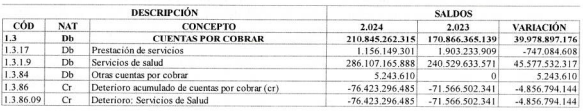 DESCRIPCIÓN SALDOS
CÓD NAT CONCEPTO 2.024 2.023 VARIACIÓN
1.3 Db CUENTAS POR COBRAR 210.845.262.315 170.866.365.139 39.978.897.176
1.3.17 Db Prestación de servicios 1.156.149.301 1.903.233.909 -747.084.608
1.3.1.9 Db Servicios de salud 286.107.165.888 240.529.633.571 45.577.532.317
1.3.84 Db Otras cuentas por cobrar 5.243.610 0 5.243.610
1.3.86 Cr Deterioro acumulado de cuentas por cobrar (cr) -76.423.296.485 -71.566.502.341 -4.856.794.144
1.3.86.09 Cr Deterioro: Servicios de Salud -76.423.296.485 -71.566.502.341 -4.856.794.144